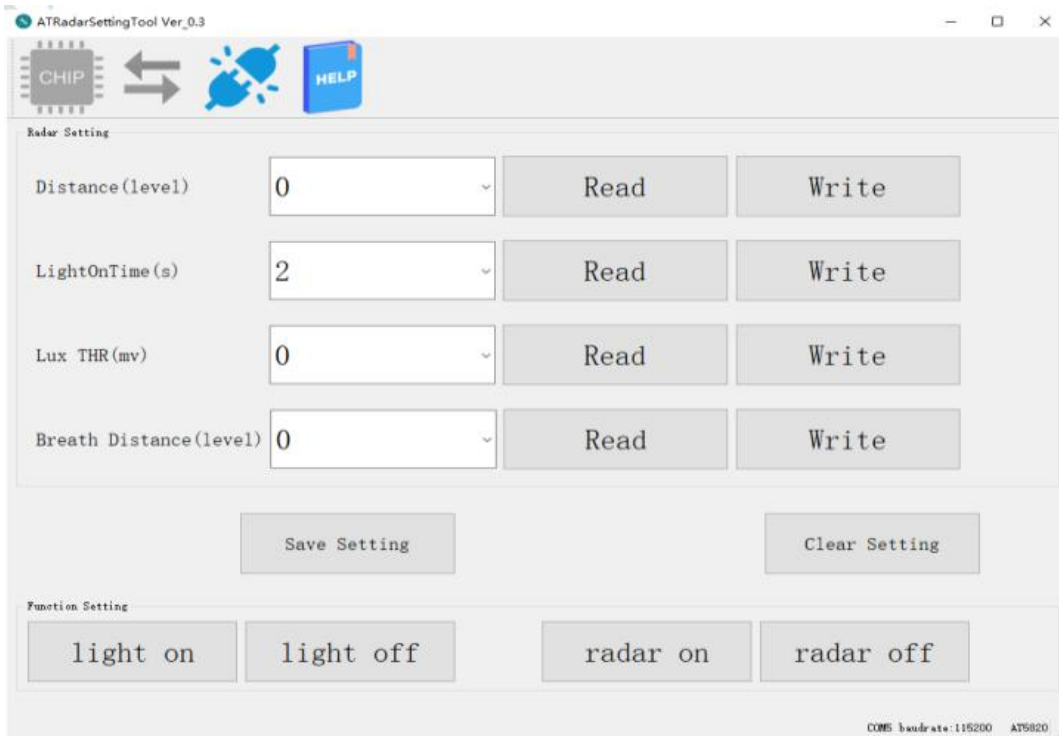 ATRadarSettingTool Ver_0.3
CHIP
HELP
Radar Setting
Distance(level) 0 Read Write
LightOnTime(s) 2 Read Write
Lux THR(mv) 0 Read Write
Breath Distance(level) 0 Read Write
Save Setting Clear Setting
Function Setting
light on light off radar on radar off
COM5 baudrate:115200 AT5820